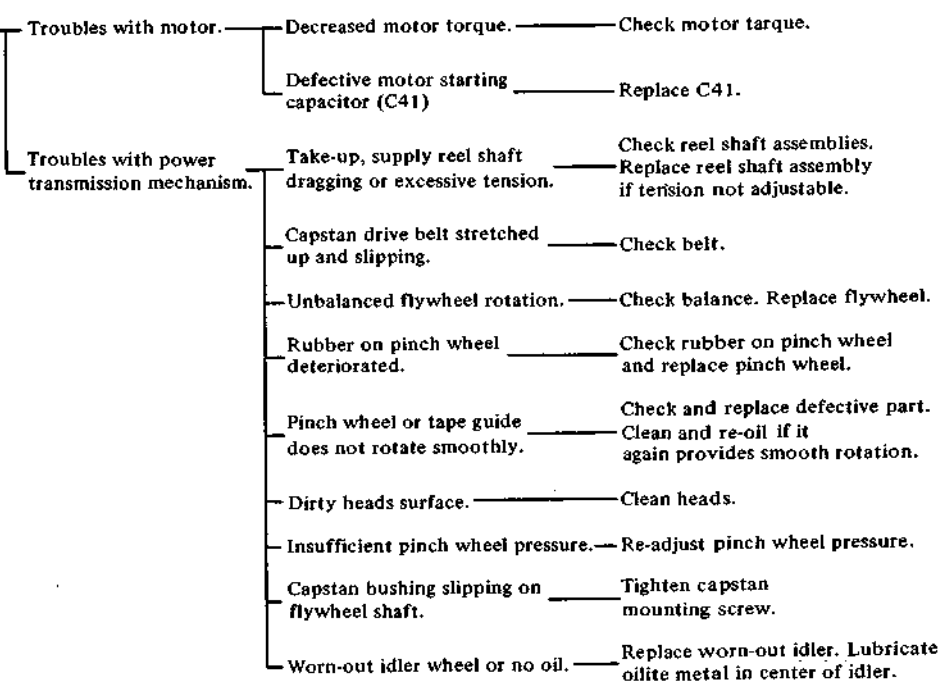 Troubles with motor.
Decreased motor torque.
Check motor tarque.
Defective motor starting
capacitor (C41)
Replace C41.
Troubles with power
transmission mechanism.
Take-up, supply reel shaft
dragging or excessive tension.
Check reel shaft assemblies.
Replace reel shaft assembly
if tension not adjustable.
Capstan drive belt stretched
up and slipping.
Check belt.
Unbalanced flywheel rotation.
Check balance. Replace flywheel.
Rubber on pinch wheel
deteriorated.
Check rubber on pinch wheel
and replace pinch wheel.
Pinch wheel or tape guide
does not rotate smoothly.
Check and replace defective part.
Clean and re-oil if it
again provides smooth rotation.
Dirty heads surface.
Clean heads.
Insufficient pinch wheel pressure.
Re-adjust pinch wheel pressure.
Capstan bushing slipping on
flywheel shaft.
Tighten capstan
mounting screw.
Worn-out idler wheel or no oil.
Replace worn-out idler. Lubricate
oilite metal in center of idler.